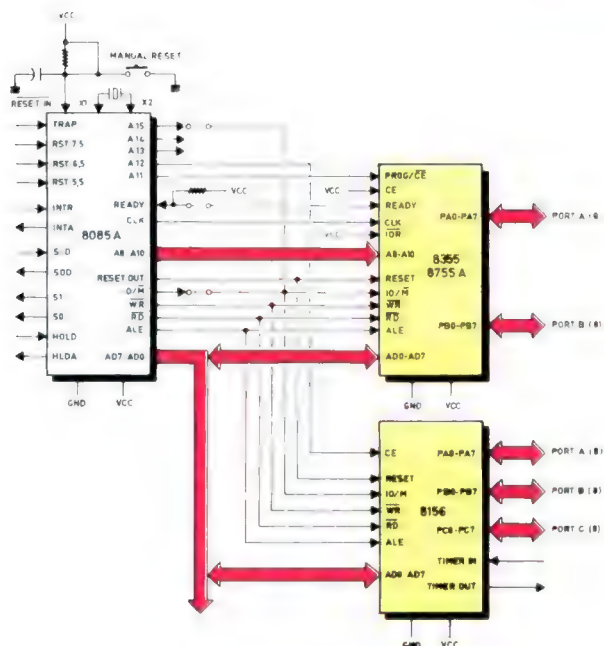 VCC
MANUAL RESET
RESET IN
X1
X2
TRAP
RST 7,5
RST 6,5
RST 5,5
INTR
INTA
8085A
SOD
S1
S0
HOLD
HLDA
GND
VCC
A15
A14
A13
A12
A11
READY
VCC
CLK
A8-A10
RESET OUT
IO/M
WR
RD
ALE
AD7-AD0
PROG/CE
VCC
CE
READY
CLK
VCC
IOR
A8-A10
8355
8755A
RESET
IO/M
WR
RD
ALE
AD0-AD7
PA0-PA7
PORT A (8)
PB0-PB7
PORT B (8)
GND
VCC
CE
RESET
IO/M
WR
8156
RD
ALE
AD0-AD7
PA0-PA7
PORT A (8)
PB0-PB7
PORT B (8)
PC0-PC7
PORT C (8)
TIMER IN
TIMER OUT
GND
VCC